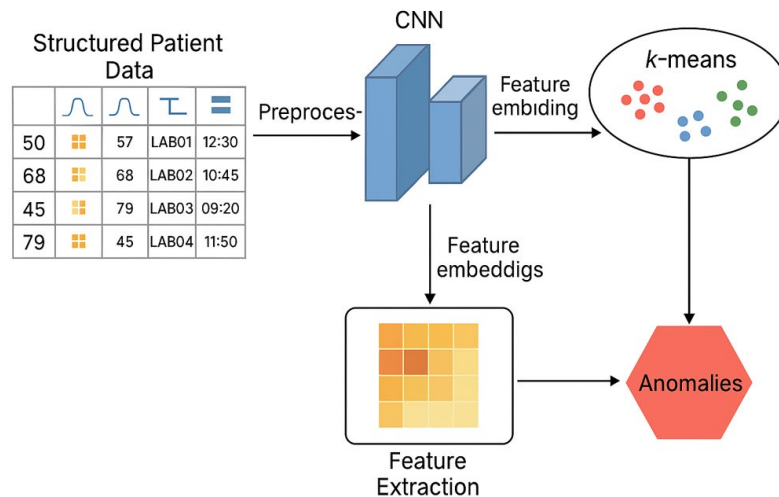 Structured Patient
Data
50 57 LAB01 12:30
68 68 LAB02 10:45
45 79 LAB03 09:20
79 45 LAB04 11:50
Preproces-
CNN
Feature
embıding
k-means
Feature
embeddigs
Feature
Extraction
Anomalies